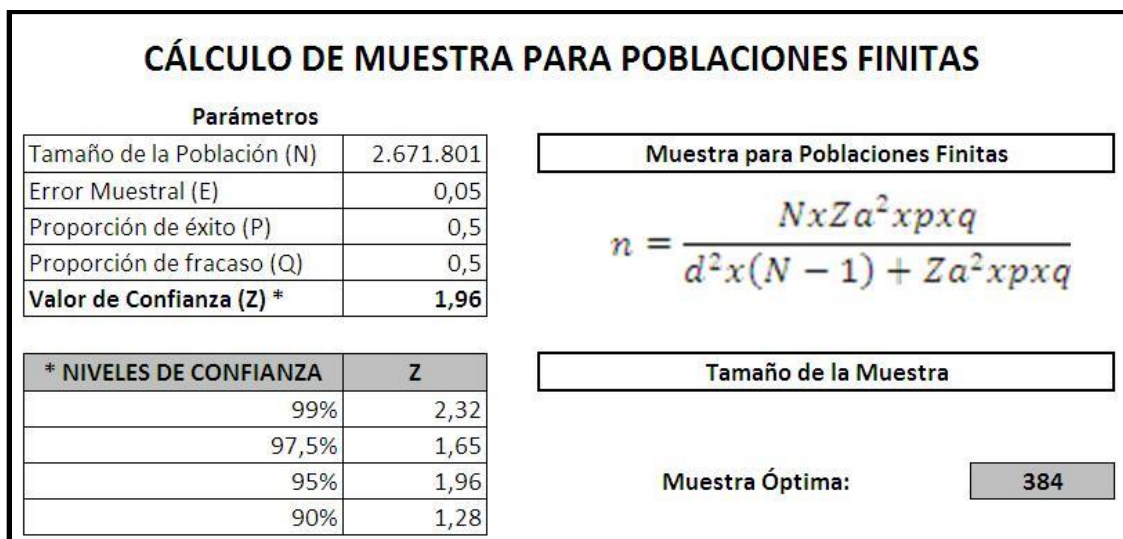 CÁLCULO DE MUESTRA PARA POBLACIONES FINITAS
Parámetros
Tamaño de la Población (N) 2.671.801
Error Muestral (E) 0,05
Proporción de éxito (P) 0,5
Proporción de fracaso (Q) 0,5
Valor de Confianza (Z) * 1,96
Muestra para Poblaciones Finitas
n = NxZa²xpxq / d²x(N − 1) + Za²xpxq
* NIVELES DE CONFIANZA Z
99% 2,32
97,5% 1,65
95% 1,96
90% 1,28
Tamaño de la Muestra
Muestra Óptima: 384